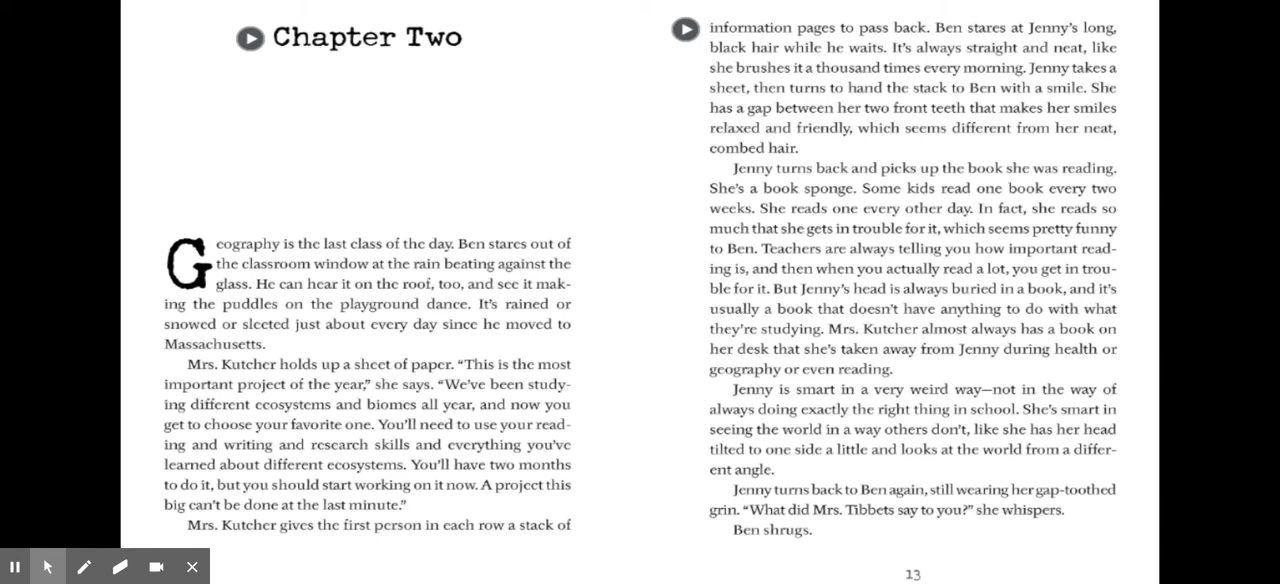 Chapter Two
Geography is the last class of the day. Ben stares out of
the classroom window at the rain beating against the
glass. He can hear it on the roof, too, and see it mak-
ing the puddles on the playground dance. It's rained or
snowed or sleeted just about every day since he moved to
Massachusetts.
Mrs. Kutcher holds up a sheet of paper. “This is the most
important project of the year,” she says. “We've been study-
ing different ecosystems and biomes all year, and now you
get to choose your favorite one. You'll need to use your read-
ing and writing and research skills and everything you've
learned about different ecosystems. You'll have two months
to do it, but you should start working on it now. A project this
big can't be done at the last minute.”
Mrs. Kutcher gives the first person in each row a stack of
information pages to pass back. Ben stares at Jenny's long,
black hair while he waits. It's always straight and neat, like
she brushes it a thousand times every morning. Jenny takes a
sheet, then turns to hand the stack to Ben with a smile. She
has a gap between her two front teeth that makes her smiles
relaxed and friendly, which seems different from her neat,
combed hair.
Jenny turns back and picks up the book she was reading.
She's a book sponge. Some kids read one book every two
weeks. She reads one every other day. In fact, she reads so
much that she gets in trouble for it, which seems pretty funny
to Ben. Teachers are always telling you how important read-
ing is, and then when you actually read a lot, you get in trou-
ble for it. But Jenny's head is always buried in a book, and it's
usually a book that doesn't have anything to do with what
they're studying. Mrs. Kutcher almost always has a book on
her desk that she's taken away from Jenny during health or
geography or even reading.
Jenny is smart in a very weird way—not in the way of
always doing exactly the right thing in school. She's smart in
seeing the world in a way others don't, like she has her head
tilted to one side a little and looks at the world from a differ-
ent angle.
Jenny turns back to Ben again, still wearing her gap-toothed
grin. “What did Mrs. Tibbets say to you?” she whispers.
Ben shrugs.
13